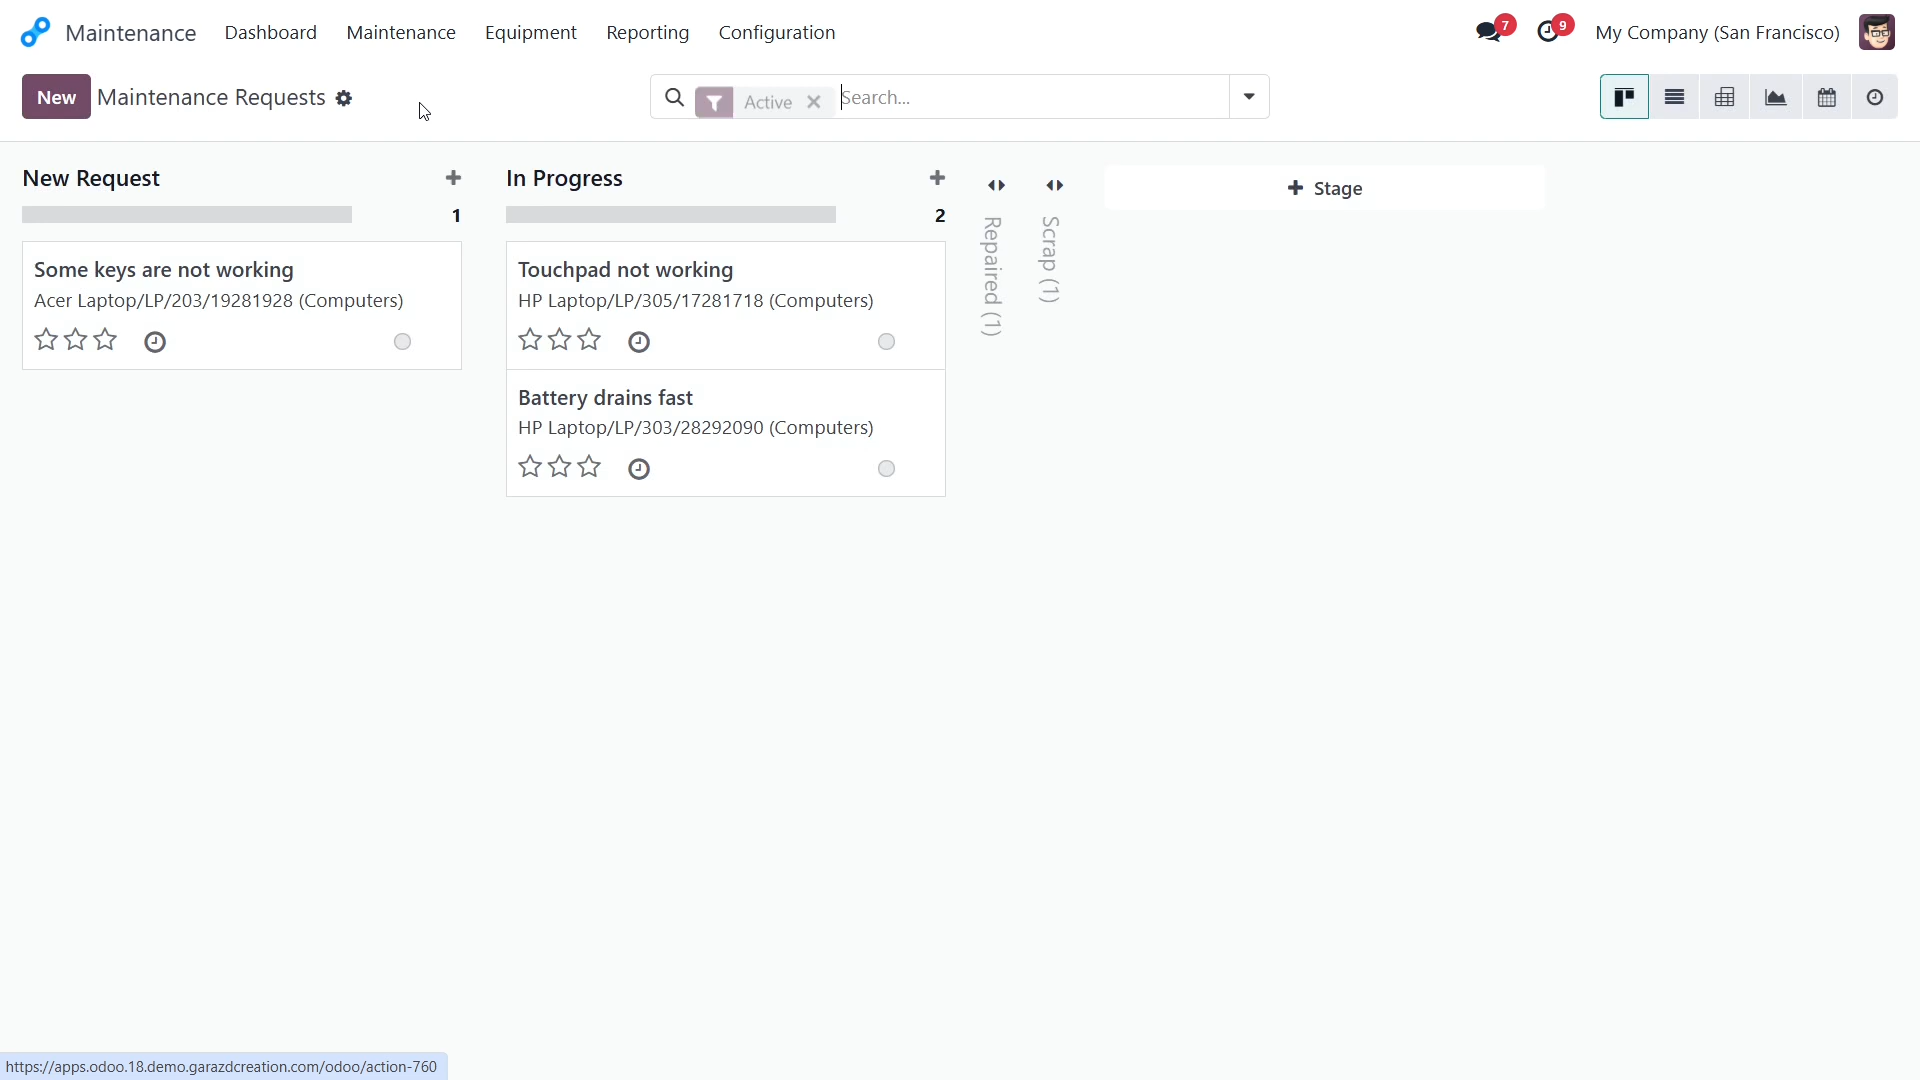 Maintenance Dashboard Maintenance Equipment Reporting Configuration 7 9 My Company (San Francisco)
New Maintenance Requests Active Search...
New Request 1
Some keys are not working
Acer Laptop/LP/203/19281928 (Computers)
In Progress 2
Touchpad not working
HP Laptop/LP/305/17281718 (Computers)
Battery drains fast
HP Laptop/LP/303/28292090 (Computers)
Repaired (1)
Scrap (1)
Stage
https://apps.odoo.18.demo.garazdcreation.com/odoo/action-760